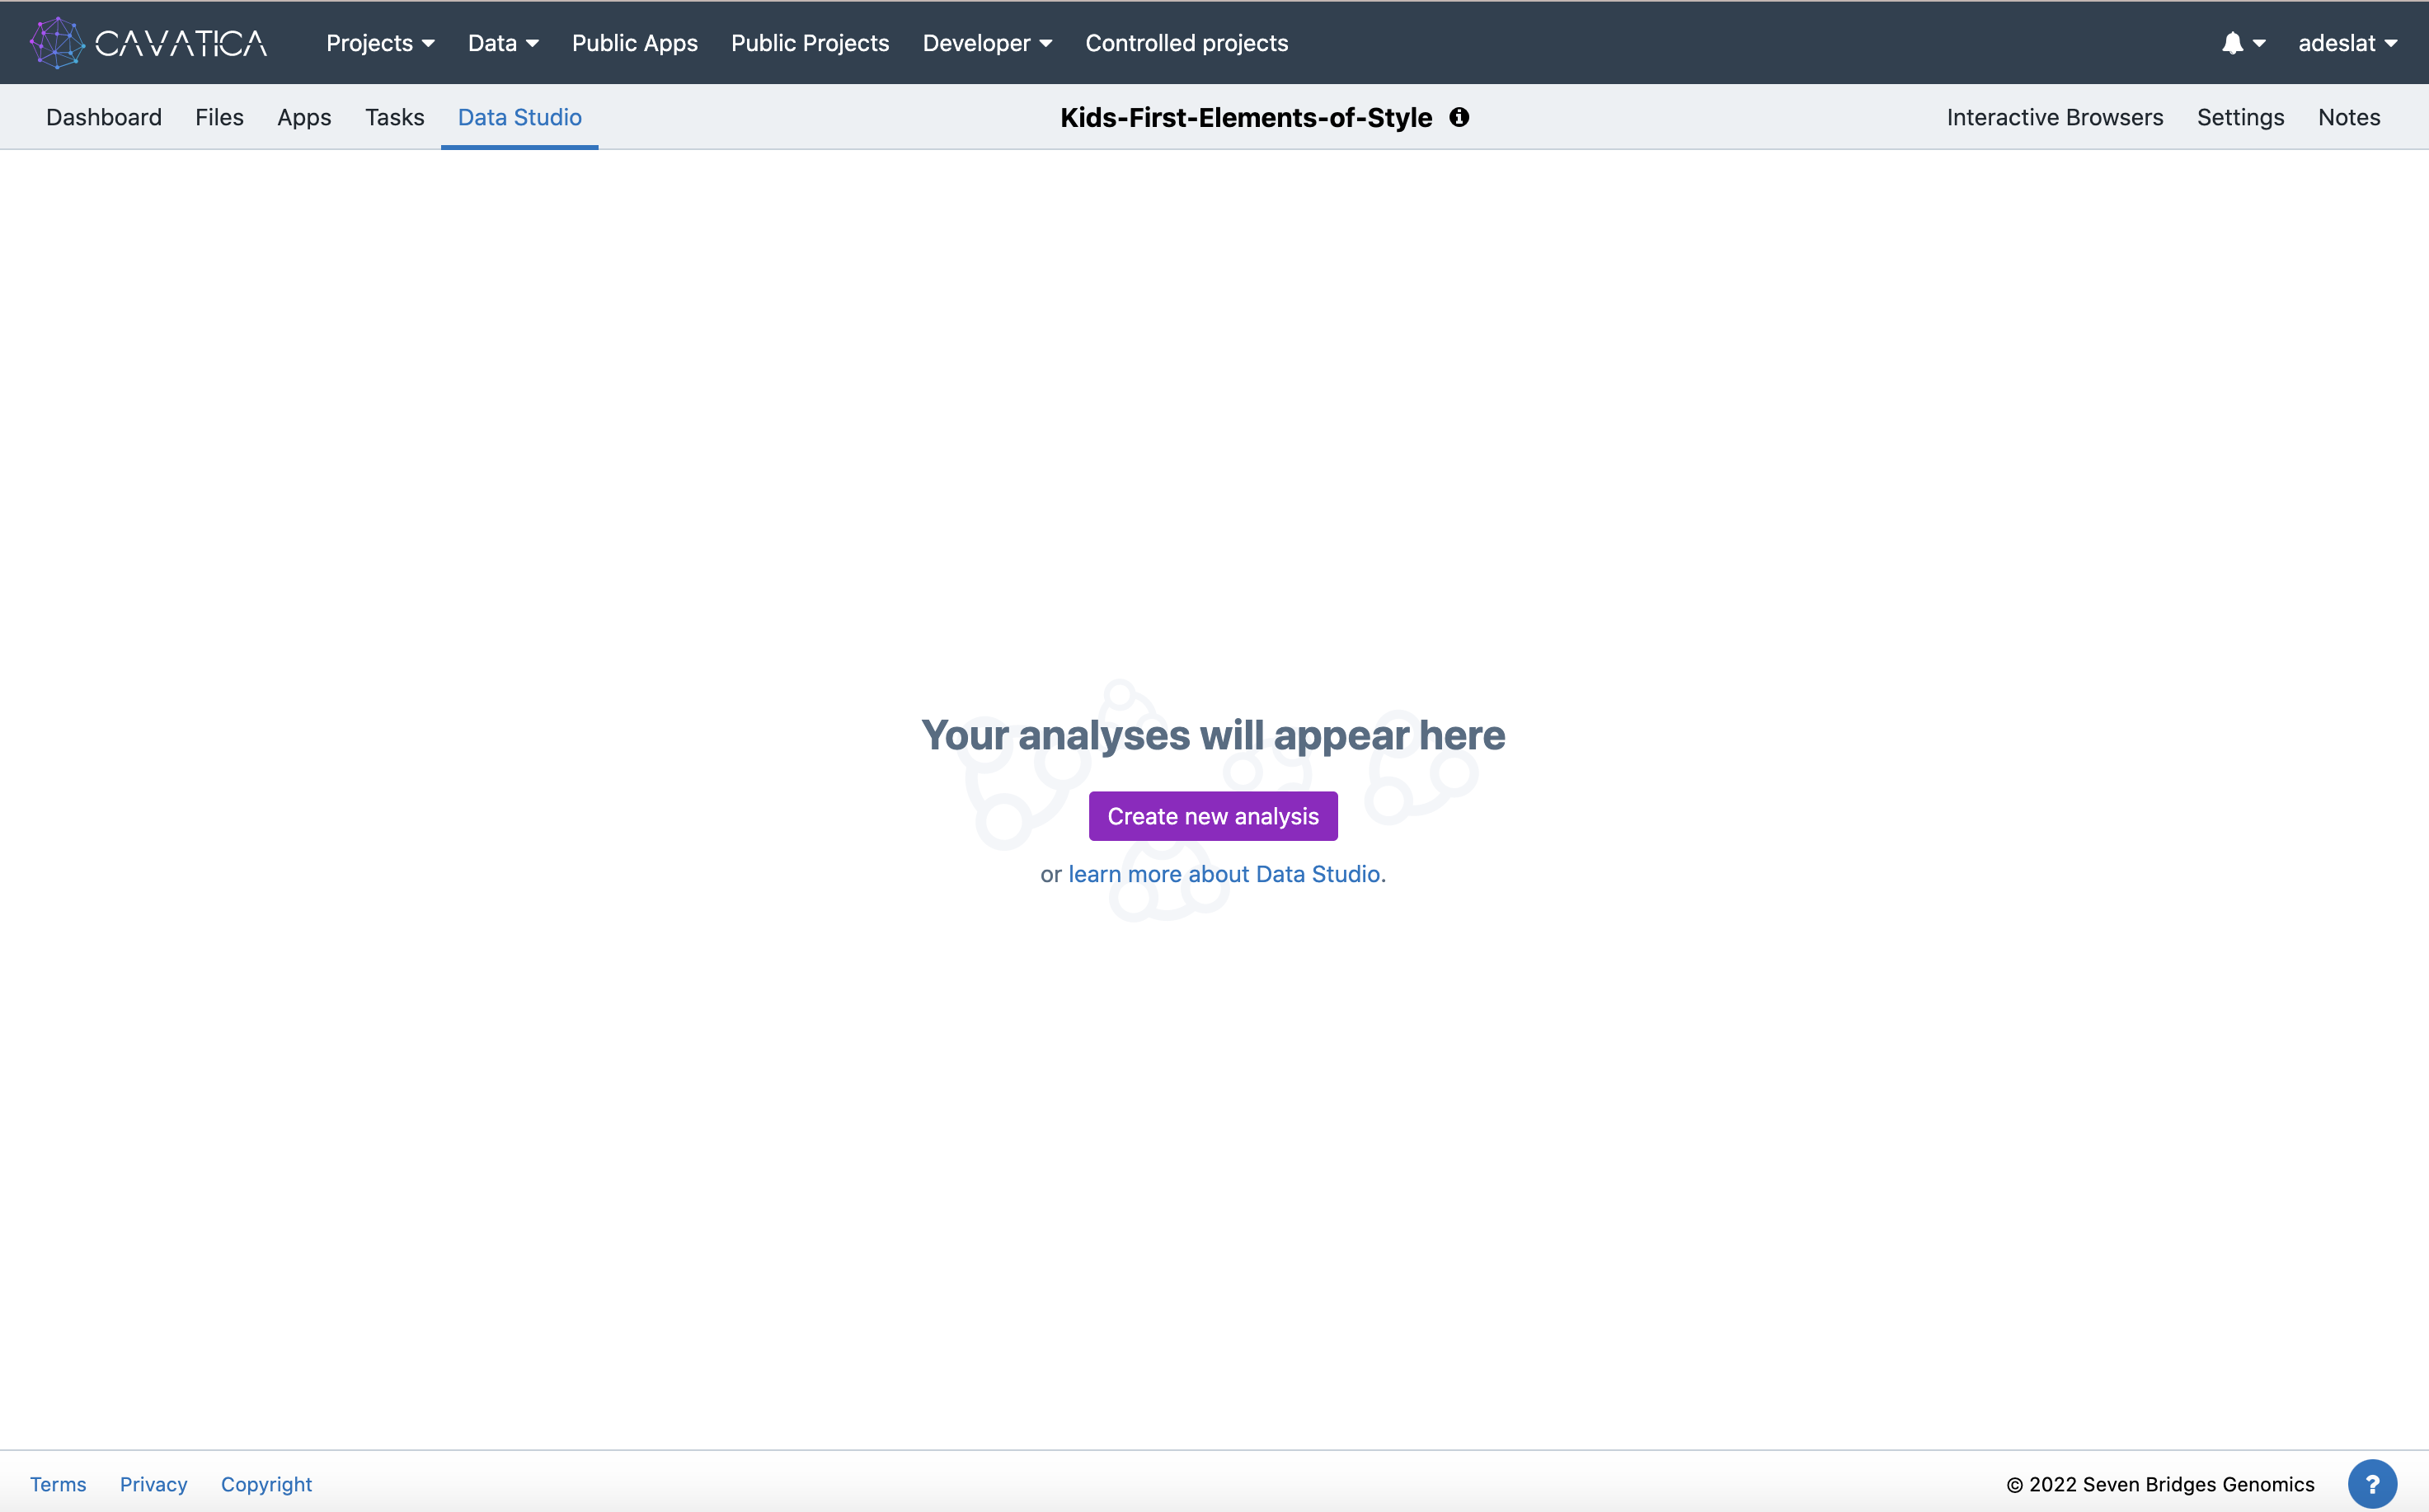 CAVATICA Projects Data Public Apps Public Projects Developer Controlled projects adeslat
Dashboard Files Apps Tasks Data Studio Kids-First-Elements-of-Style Interactive Browsers Settings Notes
Your analyses will appear here
Create new analysis
or learn more about Data Studio.
Terms Privacy Copyright © 2022 Seven Bridges Genomics ?